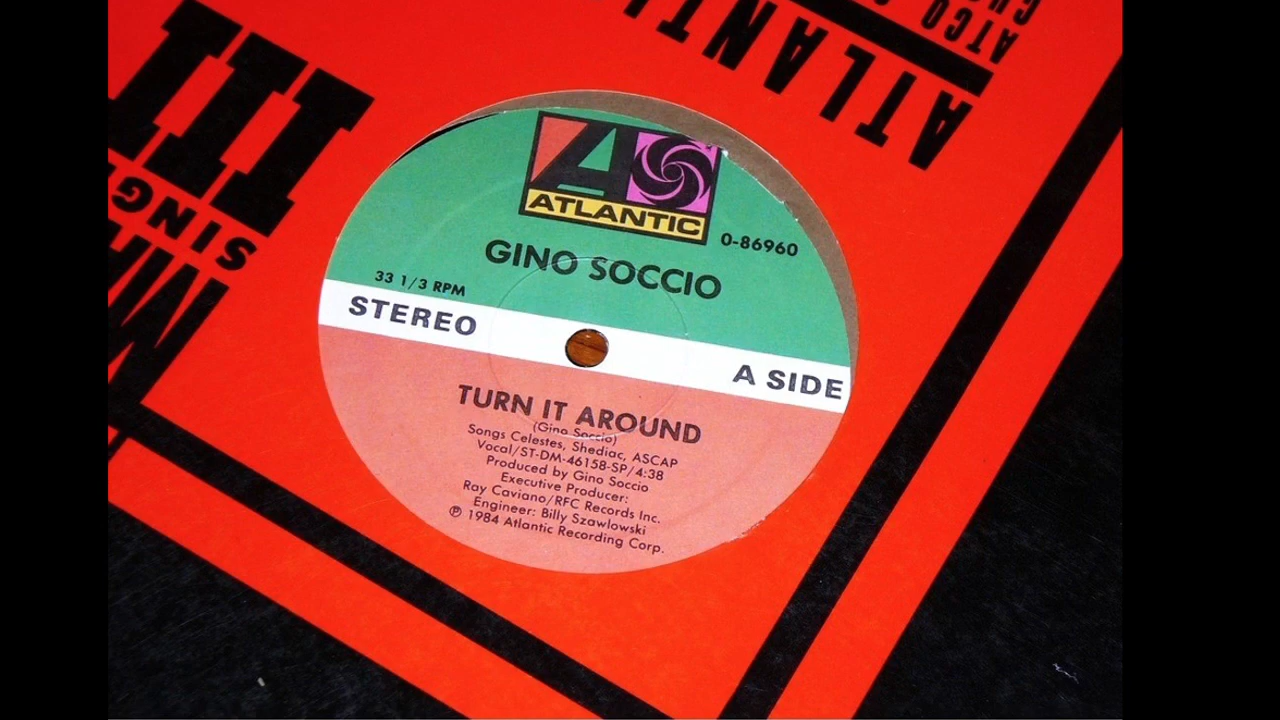 ATLANTIC
0-86960
GINO SOCCIO
33 1/3 RPM
STEREO
A SIDE
TURN IT AROUND
(Gino Soccio)
Songs Celestes, Shediac, ASCAP
Vocal/ST-DM-46158-SP/4:38
Produced by Gino Soccio
Executive Producer:
Ray Caviano/RFC Records Inc.
Engineer: Billy Szawlowski
℗ 1984 Atlantic Recording Corp.
ATCO